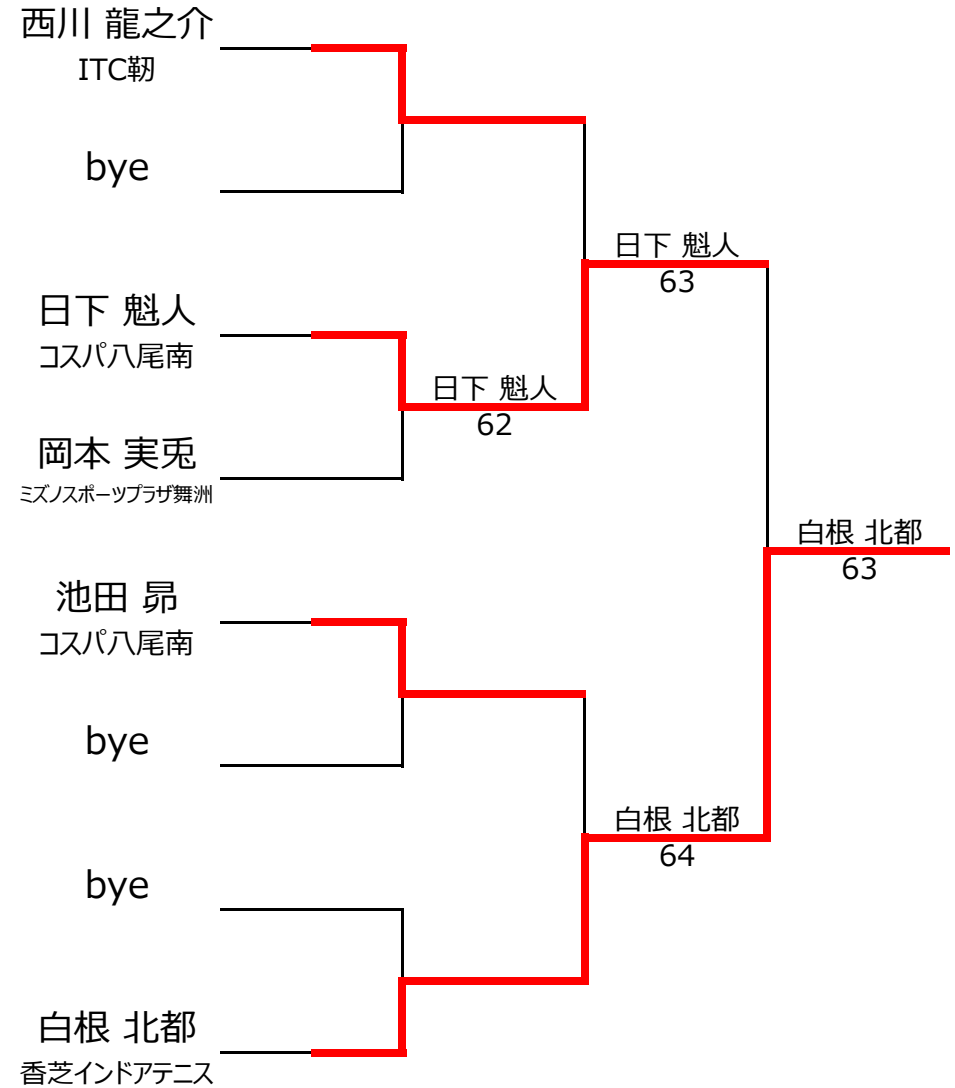 西川 龍之介
ITC靭
bye
日下 魁人
コスパ八尾南
岡本 実兎
ミズノスポーツプラザ舞洲
池田 昴
コスパ八尾南
bye
bye
白根 北都
香芝インドアテニス
日下 魁人
62
日下 魁人
63
白根 北都
64
白根 北都
63